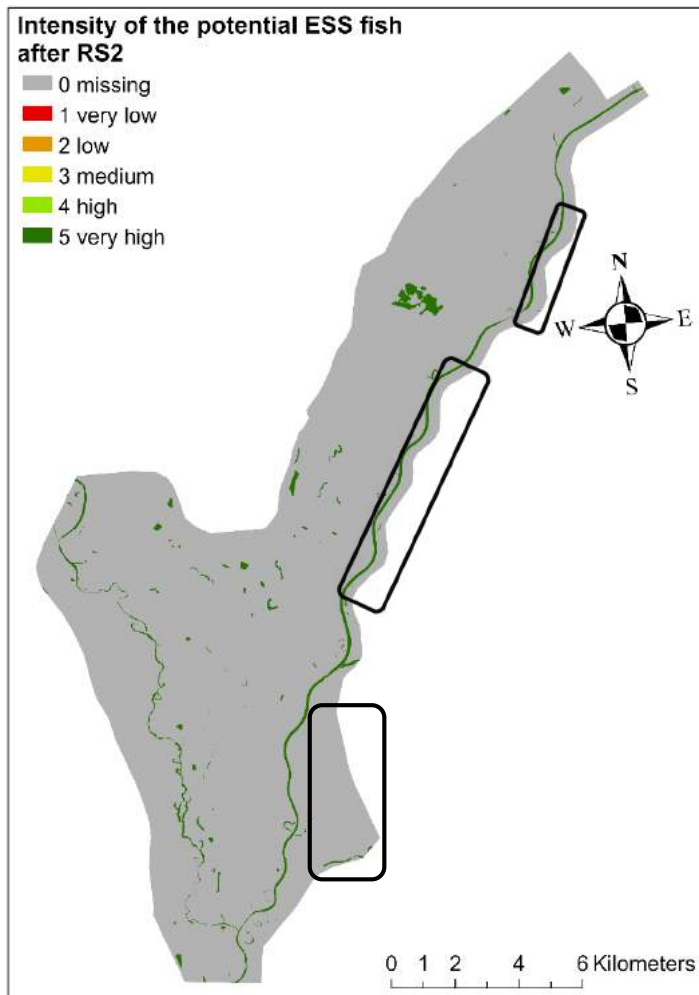 Intensity of the potential ESS fish
after RS2
0 missing
1 very low
2 low
3 medium
4 high
5 very high
N
W E
S
0 1 2 4 6 Kilometers